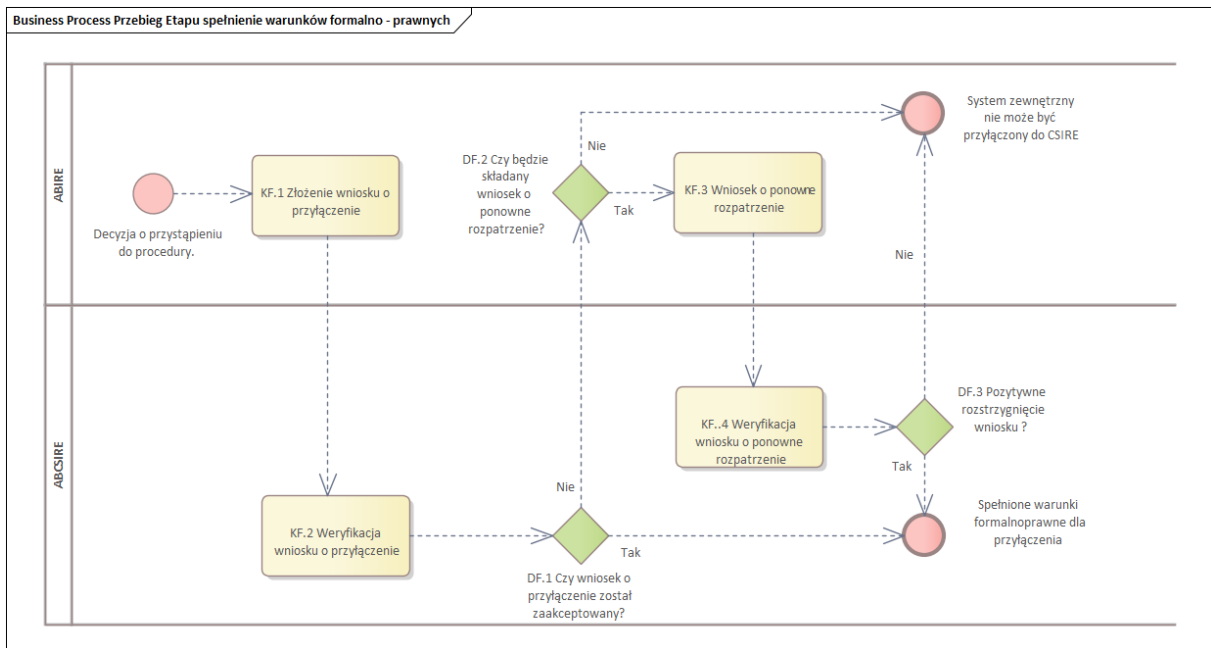 Business Process Przebieg Etapu spełnienie warunków formalno - prawnych
ABIRE
Decyzja o przystąpieniu
do procedury.
KF.1 Złożenie wniosku o
przyłączenie
DF.2 Czy będzie
składany
wniosek o
ponowne
rozpatrzenie?
Nie
Tak
KF.3 Wniosek o ponowne
rozpatrzenie
System zewnętrzny
nie może być
przyłączony do CSIRE
Nie
ABCSIRE
KF.2 Weryfikacja
wniosku o przyłączenie
Nie
Tak
DF.1 Czy wniosek o
przyłączenie został
zaakceptowany?
KF..4 Weryfikacja
wniosku o ponowne
rozpatrzenie
DF.3 Pozytywne
rozstrzygnięcie
wniosku ?
Tak
Spełnione warunki
formalnoprawne dla
przyłączenia